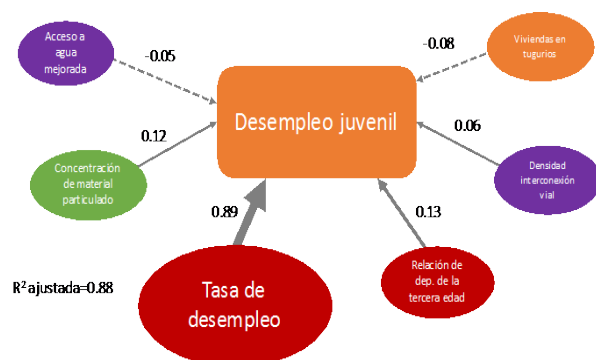 Acceso a
agua
mejorada
-0.05
-0.08
Viviendas en
tugurios
Desempleo juvenil
0.12
0.06
Concentración
de material
particulado
Densidad
interconexión
vial
0.89
0.13
R² ajustada=0.88
Tasa de
desempleo
Relación de
dep. de la
tercera edad